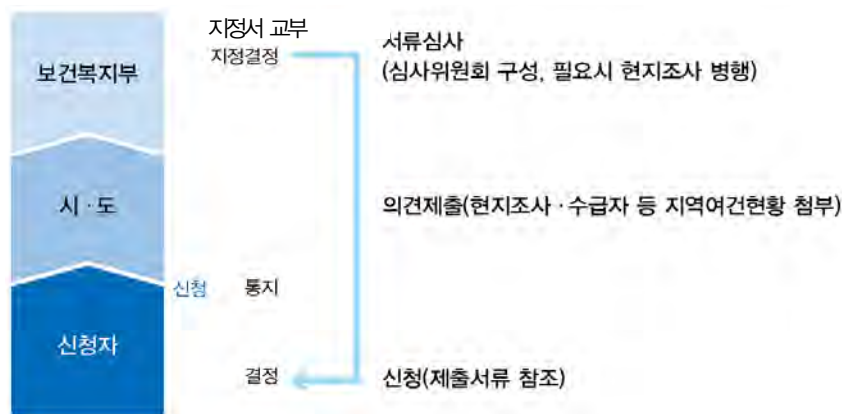 지정서 교부
보건복지부
지정결정
서류심사
(심사위원회 구성, 필요시 현지조사 병행)
시·도
의견제출(현지조사·수급자 등 지역여건현황 첨부)
신청
통지
신청자
결정
신청(제출서류 참조)